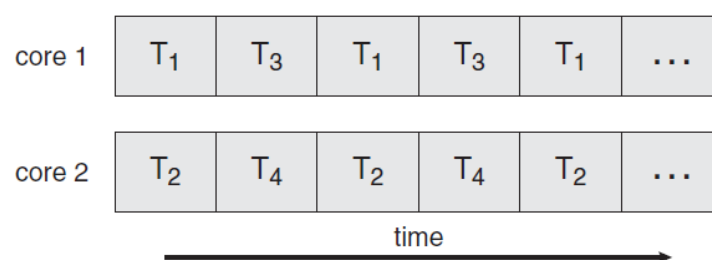 core 1 T₁ T₃ T₁ T₃ T₁ ...
core 2 T₂ T₄ T₂ T₄ T₂ ...
time